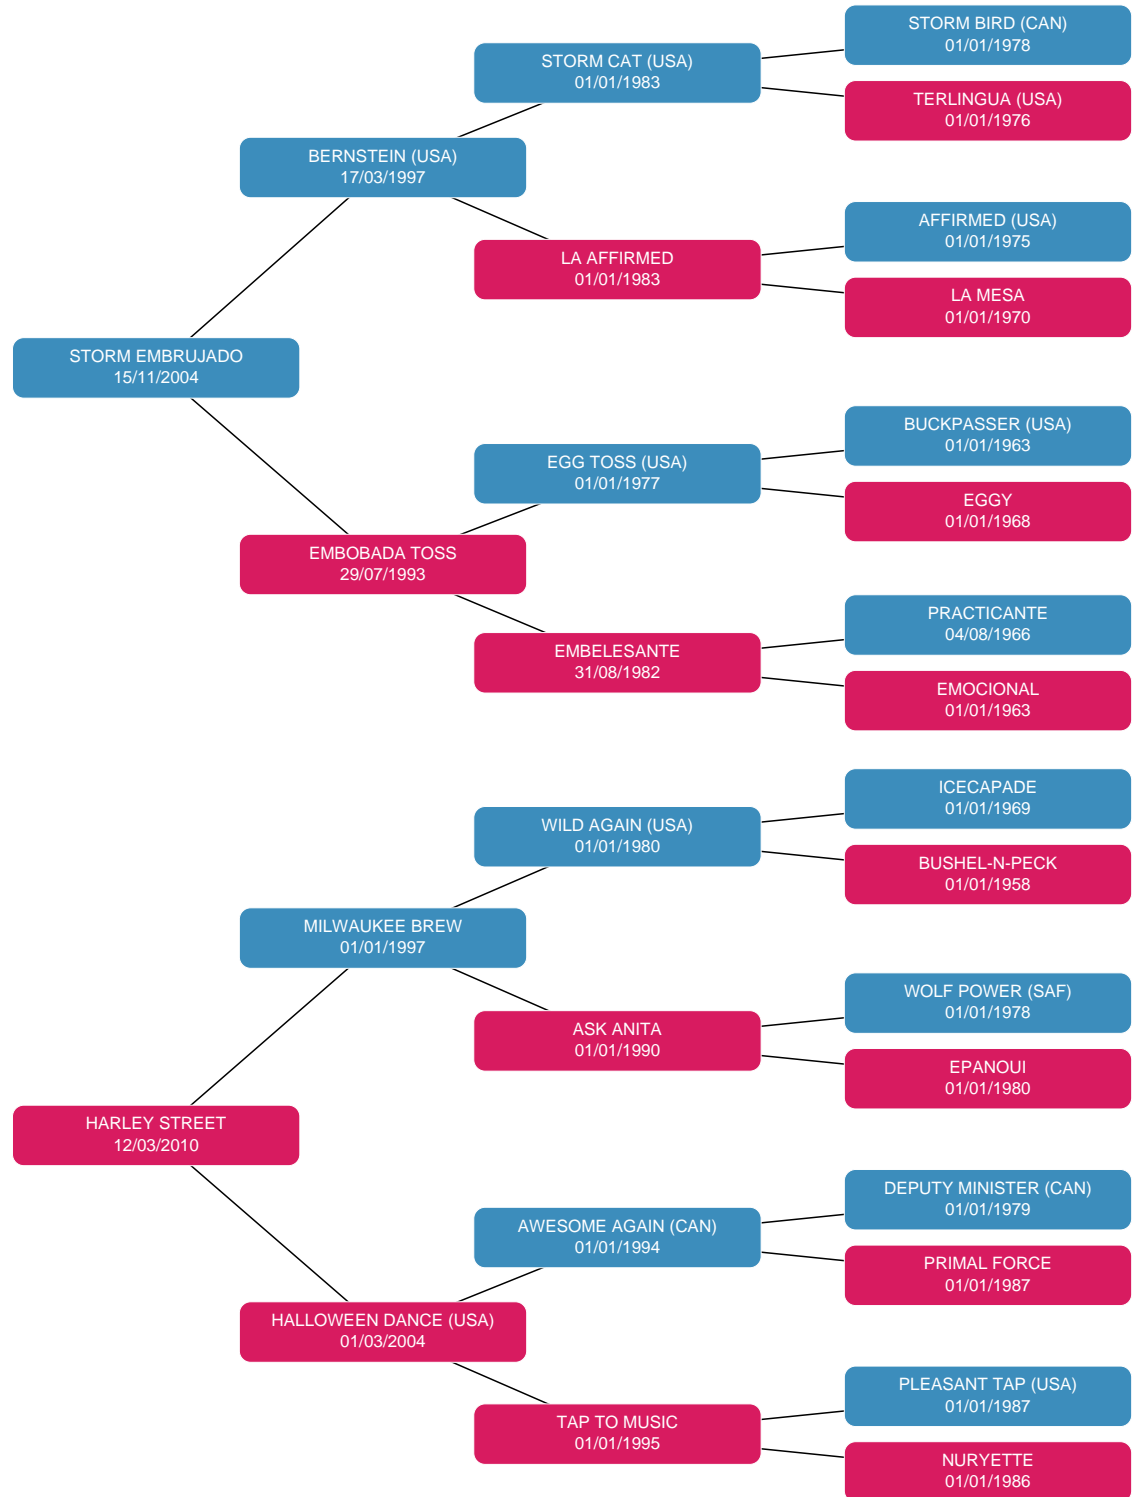 STORM BIRD (CAN)
01/01/1978
STORM CAT (USA)
01/01/1983
TERLINGUA (USA)
01/01/1976
BERNSTEIN (USA)
17/03/1997
AFFIRMED (USA)
01/01/1975
LA AFFIRMED
01/01/1983
LA MESA
01/01/1970
STORM EMBRUJADO
15/11/2004
BUCKPASSER (USA)
01/01/1963
EGG TOSS (USA)
01/01/1977
EGGY
01/01/1968
EMBOBADA TOSS
29/07/1993
PRACTICANTE
04/08/1966
EMBELESANTE
31/08/1982
EMOCIONAL
01/01/1963
ICECAPADE
01/01/1969
WILD AGAIN (USA)
01/01/1980
BUSHEL-N-PECK
01/01/1958
MILWAUKEE BREW
01/01/1997
WOLF POWER (SAF)
01/01/1978
ASK ANITA
01/01/1990
EPANOUI
01/01/1980
HARLEY STREET
12/03/2010
DEPUTY MINISTER (CAN)
01/01/1979
AWESOME AGAIN (CAN)
01/01/1994
PRIMAL FORCE
01/01/1987
HALLOWEEN DANCE (USA)
01/03/2004
PLEASANT TAP (USA)
01/01/1987
TAP TO MUSIC
01/01/1995
NURYETTE
01/01/1986